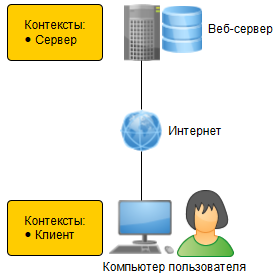 Контексты:
● Сервер
Веб-сервер
Интернет
Контексты:
● Клиент
Компьютер пользователя